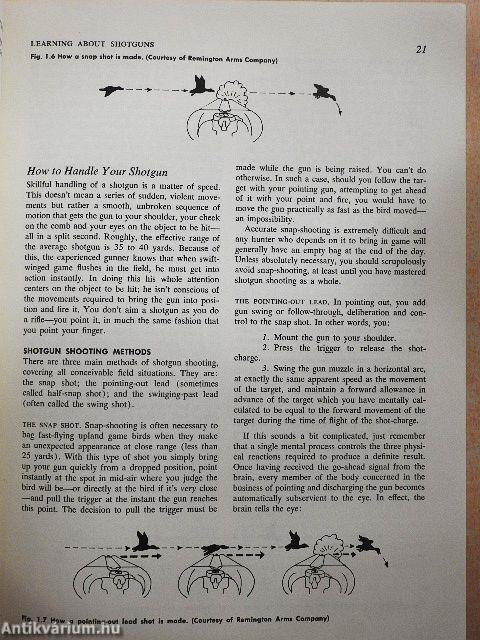 LEARNING ABOUT SHOTGUNS
21
Fig. 1.6 How a snap shot is made. (Courtesy of Remington Arms Company)
How to Handle Your Shotgun
Skillful handling of a shotgun is a matter of speed.
This doesn't mean a series of sudden, violent move-
ments but rather a smooth, unbroken sequence of
motion that gets the gun to your shoulder, your cheek
on the comb and your eyes on the object to be hit—
all in a split second. Roughly, the effective range of
the average shotgun is 35 to 40 yards. Because of
this, the experienced gunner knows that when swift-
winged game flushes in the field, he must get into
action instantly. In doing this his whole attention
centers on the object to be hit; he isn't conscious of
the movements required to bring the gun into posi-
tion and fire it. You don't aim a shotgun as you do
a rifle—you point it, in much the same fashion that
you point your finger.
SHOTGUN SHOOTING METHODS
There are three main methods of shotgun shooting,
covering all conceivable field situations. They are:
the snap shot; the pointing-out lead (sometimes
called half-snap shot); and the swinging-past lead
(often called the swing shot).
THE SNAP SHOT. Snap-shooting is often necessary to
bag fast-flying upland game birds when they make
an unexpected appearance at close range (less than
25 yards). With this type of shot you simply bring
up your gun quickly from a dropped position, point
instantly at the spot in mid-air where you judge the
bird will be—or directly at the bird if it's very close
—and pull the trigger at the instant the gun reaches
this point. The decision to pull the trigger must be
made while the gun is being raised. You can't do
otherwise. In such a case, should you follow the tar-
get with your pointing gun, attempting to get ahead
of it with your point and fire, you would have to
move the gun practically as fast as the bird moved—
an impossibility.
Accurate snap-shooting is extremely difficult and
any hunter who depends on it to bring in game will
generally have an empty bag at the end of the day.
Unless absolutely necessary, you should scrupulously
avoid snap-shooting, at least until you have mastered
shotgun shooting as a whole.
THE POINTING-OUT LEAD. In pointing out, you add
gun swing or follow-through, deliberation and con-
trol to the snap shot. In other words, you:
1. Mount the gun to your shoulder.
2. Press the trigger to release the shot-
charge.
3. Swing the gun muzzle in a horizontal arc,
at exactly the same apparent speed as the movement
of the target, and maintain a forward allowance in
advance of the target which you have mentally cal-
culated to be equal to the forward movement of the
target during the time of flight of the shot-charge.
If this sounds a bit complicated, just remember
that a single mental process controls the three phys-
ical reactions required to produce a definite result.
Once having received the go-ahead signal from the
brain, every member of the body concerned in the
business of pointing and discharging the gun becomes
automatically subservient to the eye. In effect, the
brain tells the eye:
Fig. 1.7 How a pointing-out lead shot is made. (Courtesy of Remington Arms Company)
Antikvarium.hu